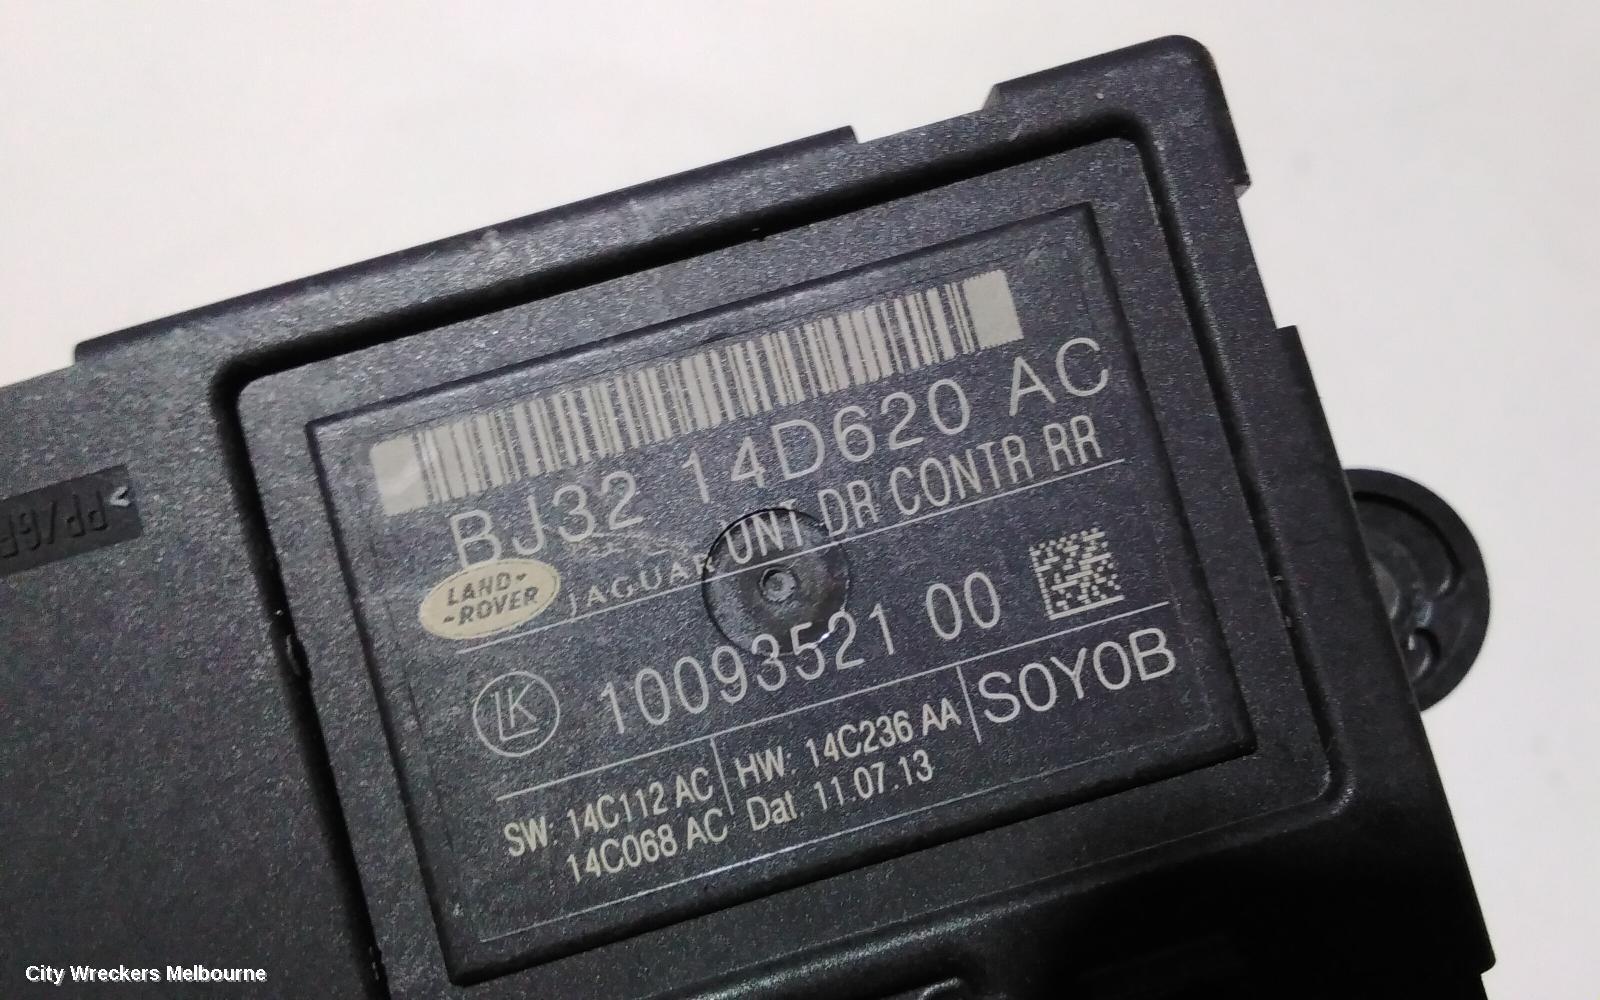 BJ32 14D620 AC
LAND-
-ROVER
JAGUAR UNT DR CONTR RR
LK 10093521 00
SW: 14C112 AC
14C068 AC
HW: 14C236 AA
Dat. 11.07.13
S0Y0B
City Wreckers Melbourne